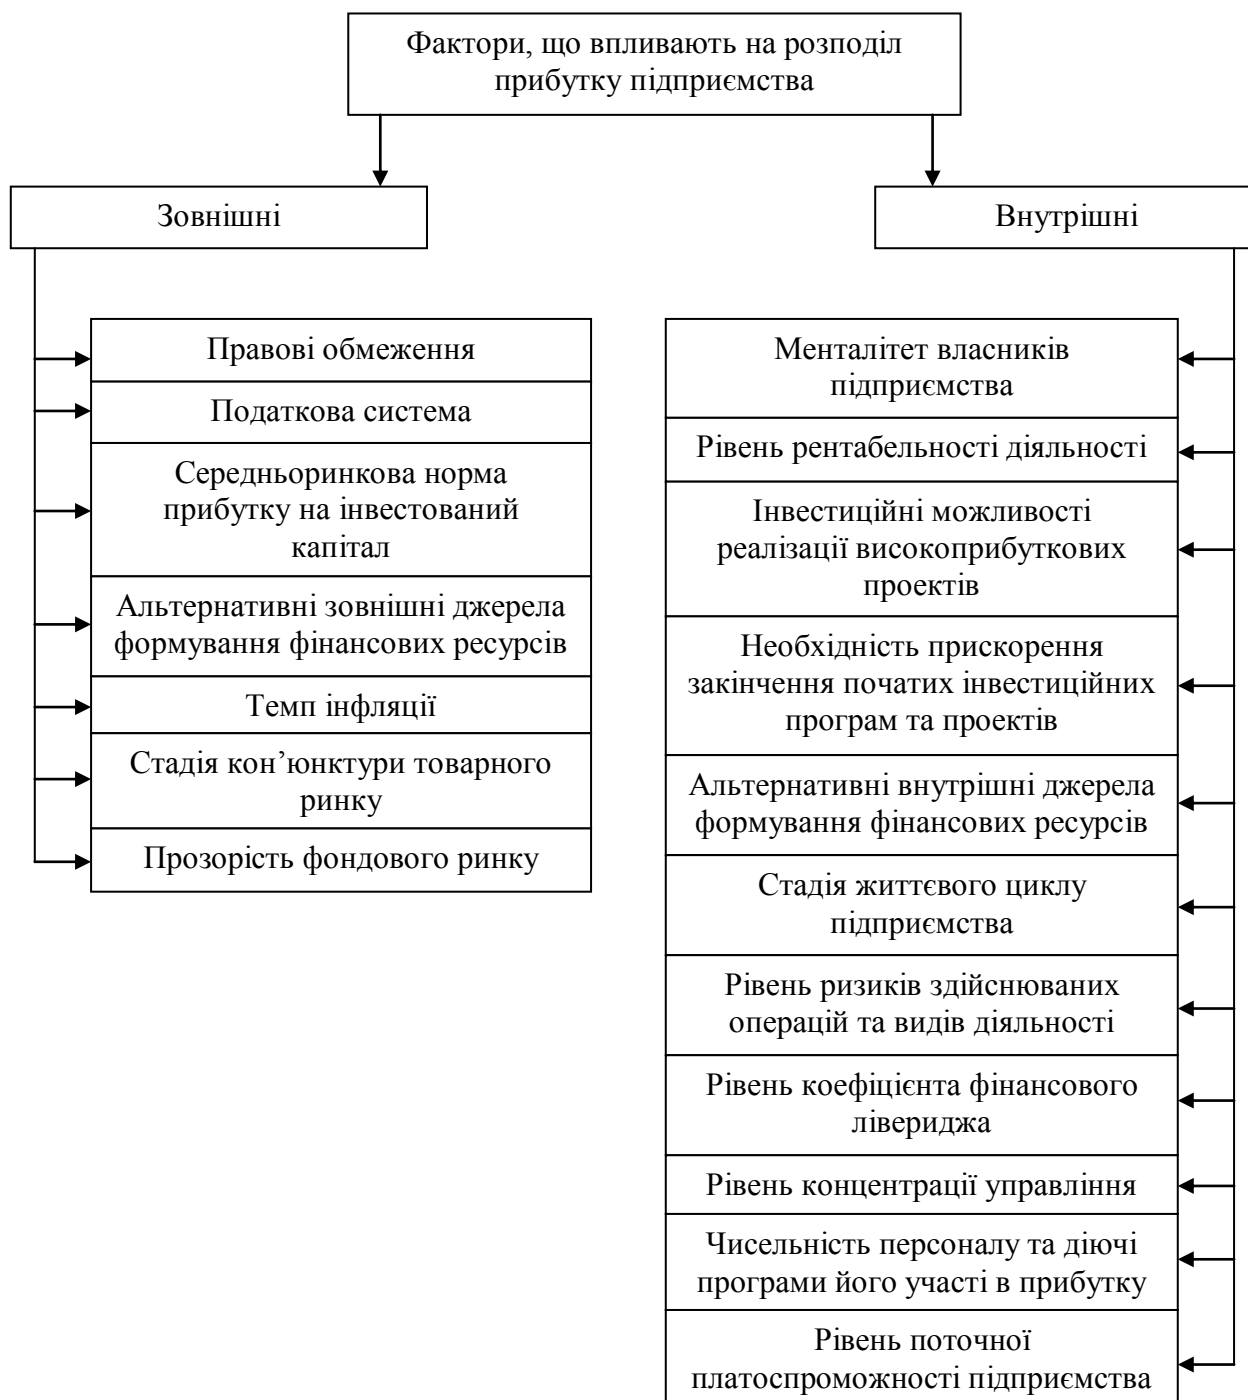 Фактори, що впливають на розподіл
прибутку підприємства
Зовнішні
Внутрішні
Правові обмеження
Податкова система
Середньоринкова норма
прибутку на інвестований
капітал
Альтернативні зовнішні джерела
формування фінансових ресурсів
Темп інфляції
Стадія кон’юнктури товарного
ринку
Прозорість фондового ринку
Менталітет власників
підприємства
Рівень рентабельності діяльності
Інвестиційні можливості
реалізації високоприбуткових
проектів
Необхідність прискорення
закінчення початих інвестиційних
програм та проектів
Альтернативні внутрішні джерела
формування фінансових ресурсів
Стадія життєвого циклу
підприємства
Рівень ризиків здійснюваних
операцій та видів діяльності
Рівень коефіцієнта фінансового
лівериджа
Рівень концентрації управління
Чисельність персоналу та діючі
програми його участі в прибутку
Рівень поточної
платоспроможності підприємства